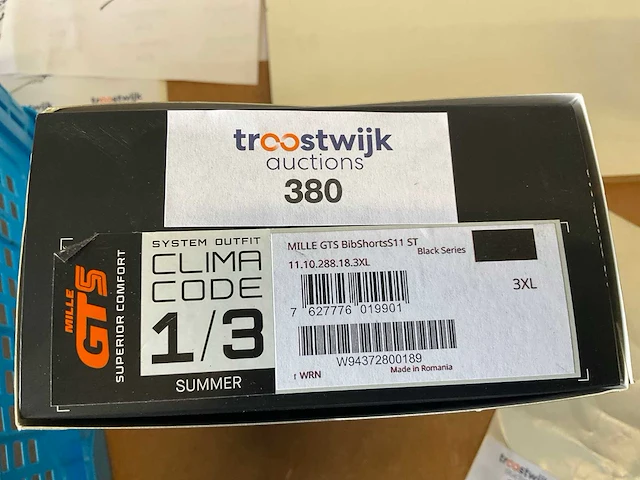 troostwijk
troostwijk
auctions
380
MILLE
GTS
SUPERIOR COMFORT
SYSTEM OUTFIT
CLIMA
CODE
1/3
SUMMER
MILLE GTS BibShortsS11 ST
Black Series
11.10.288.18.3XL
3XL
7 627776 019901
W94372800189
t WRN
Made in Romania